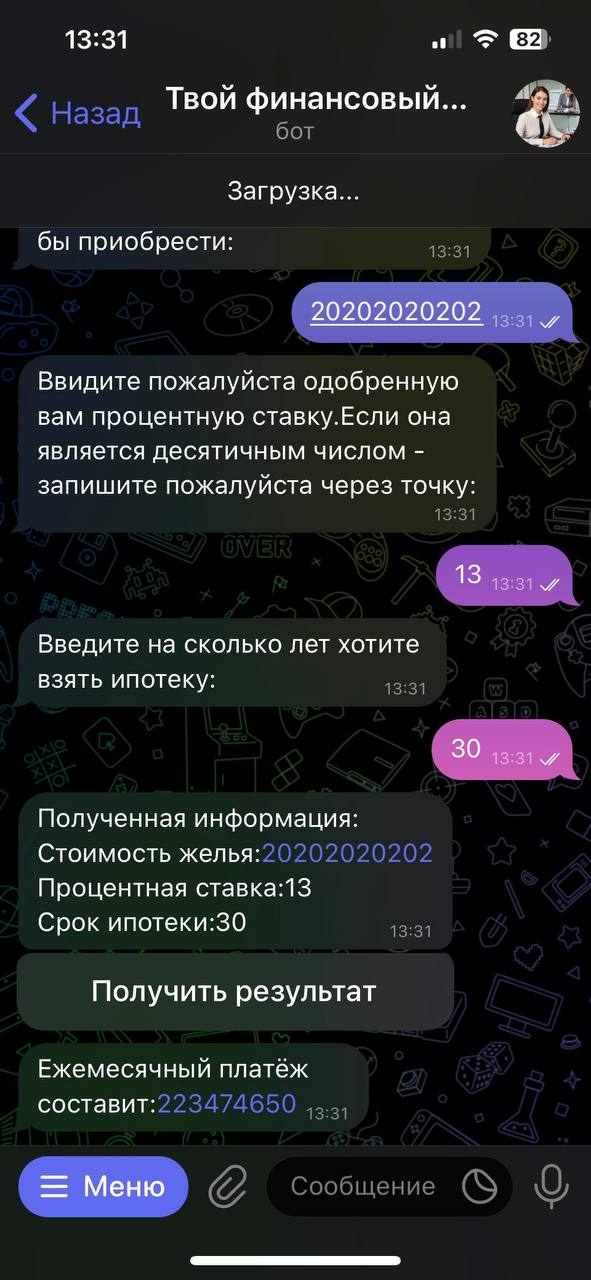 13:31
82
Назад
Твой финансовый...
бот
Загрузка...
бы приобрести:
13:31
20202020202 13:31
Ввидите пожалуйста одобренную
вам процентную ставку.Если она
является десятичным числом -
запишите пожалуйста через точку:
13:31
OVER
13 13:31
Введите на сколько лет хотите
взять ипотеку:
13:31
W
A S D
30 13:31
Полученная информация:
Стоимость желья:20202020202
Процентная ставка:13
Срок ипотеки:30
13:31
Получить результат
Ежемесячный платёж
составит:223474650 13:31
Меню
Сообщение